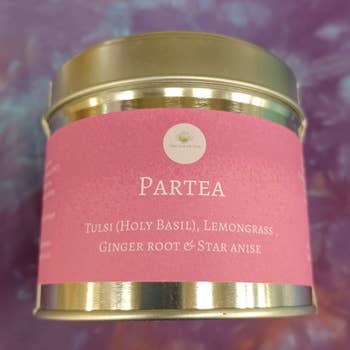 Partea
Tulsi (Holy Basil), Lemongrass,
Ginger root & Star anise